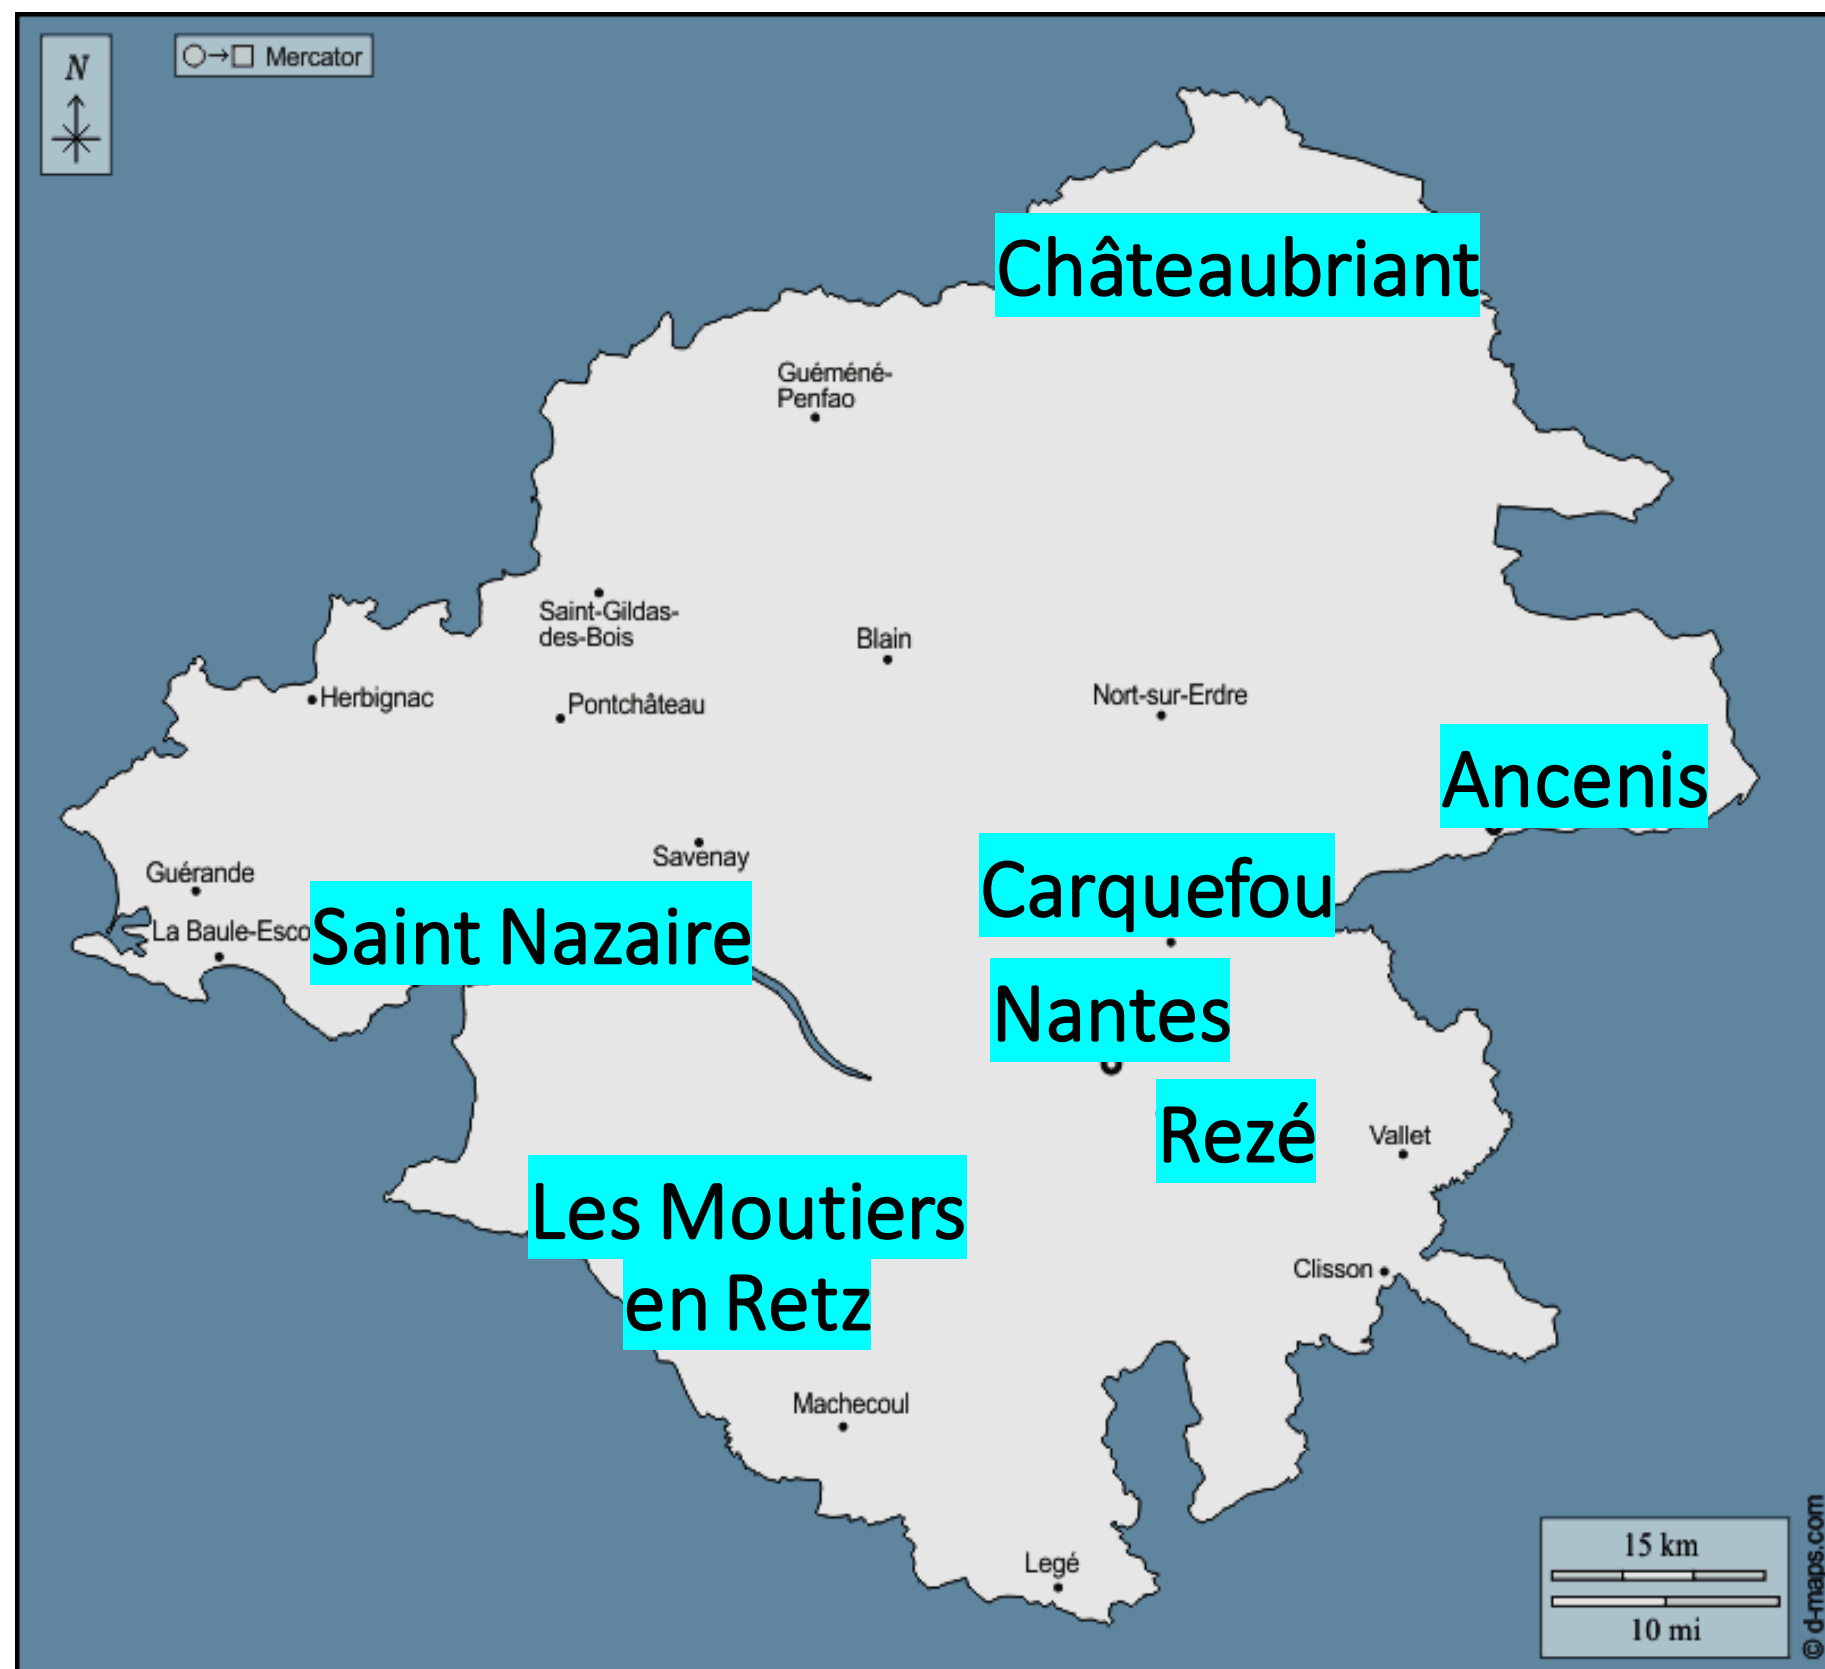 N
Mercator
Châteaubriant
Guéméné-
Penfao
Saint-Gildas-
des-Bois
Blain
Herbignac
Pontchâteau
Nort-sur-Erdre
Ancenis
Savenay
Guérande
Carquefou
La Baule-Esco
Saint Nazaire
Nantes
Rezé
Vallet
Les Moutiers
en Retz
Clisson
Machecoul
Legé
15 km
10 mi
© d-maps.com